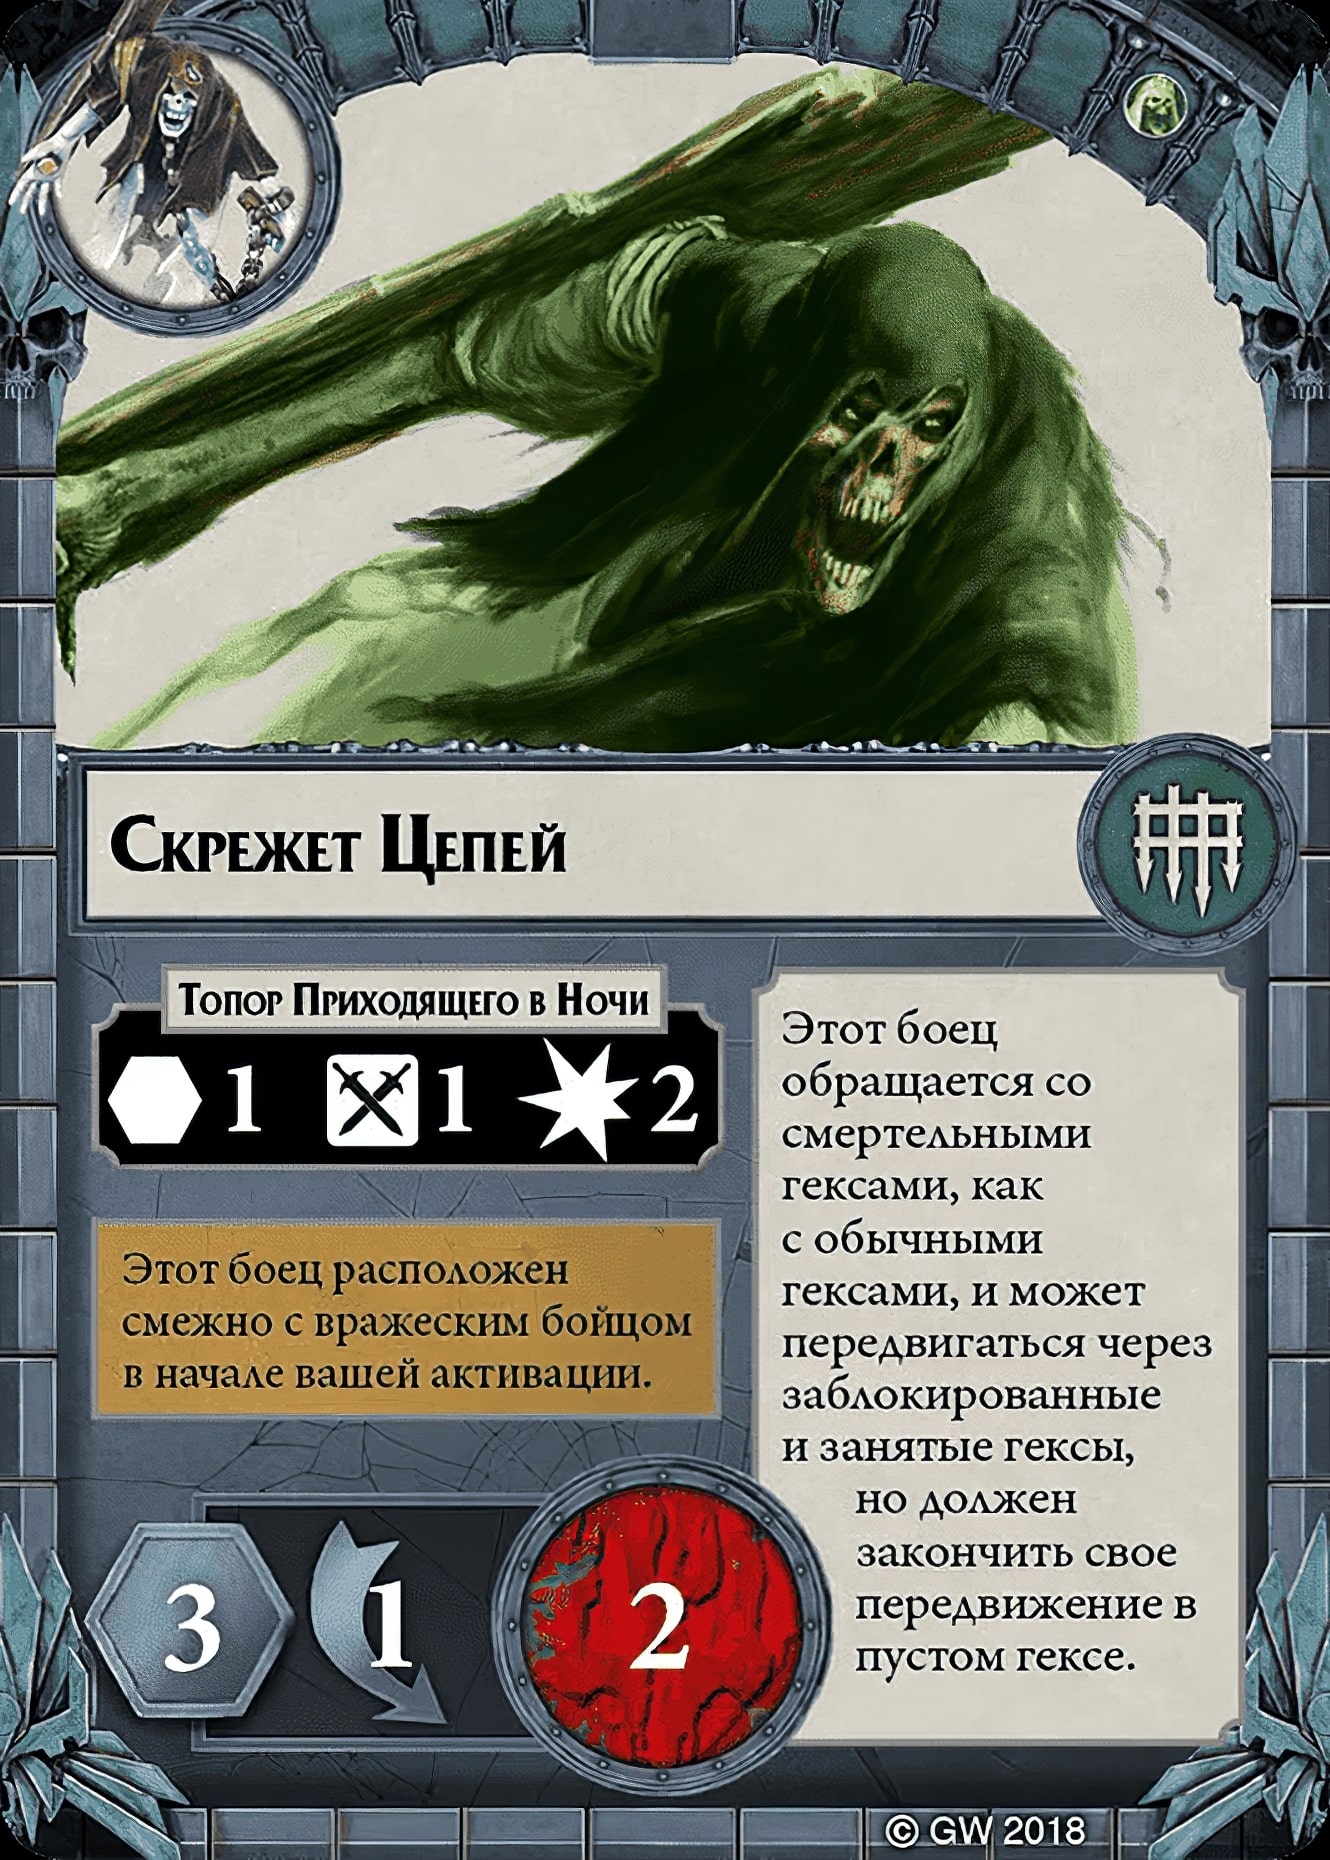 Скрежет Цепей
Топор Приходящего в Ночи
1 1 2
Этот боец расположен
смежно с вражеским бойцом
в начале вашей активации.
3 1 2
Этот боец
обращается со
смертельными
гексами, как
с обычными
гексами, и может
передвигаться через
заблокированные
и занятые гексы,
но должен
закончить свое
передвижение в
пустом гексе.
© GW 2018